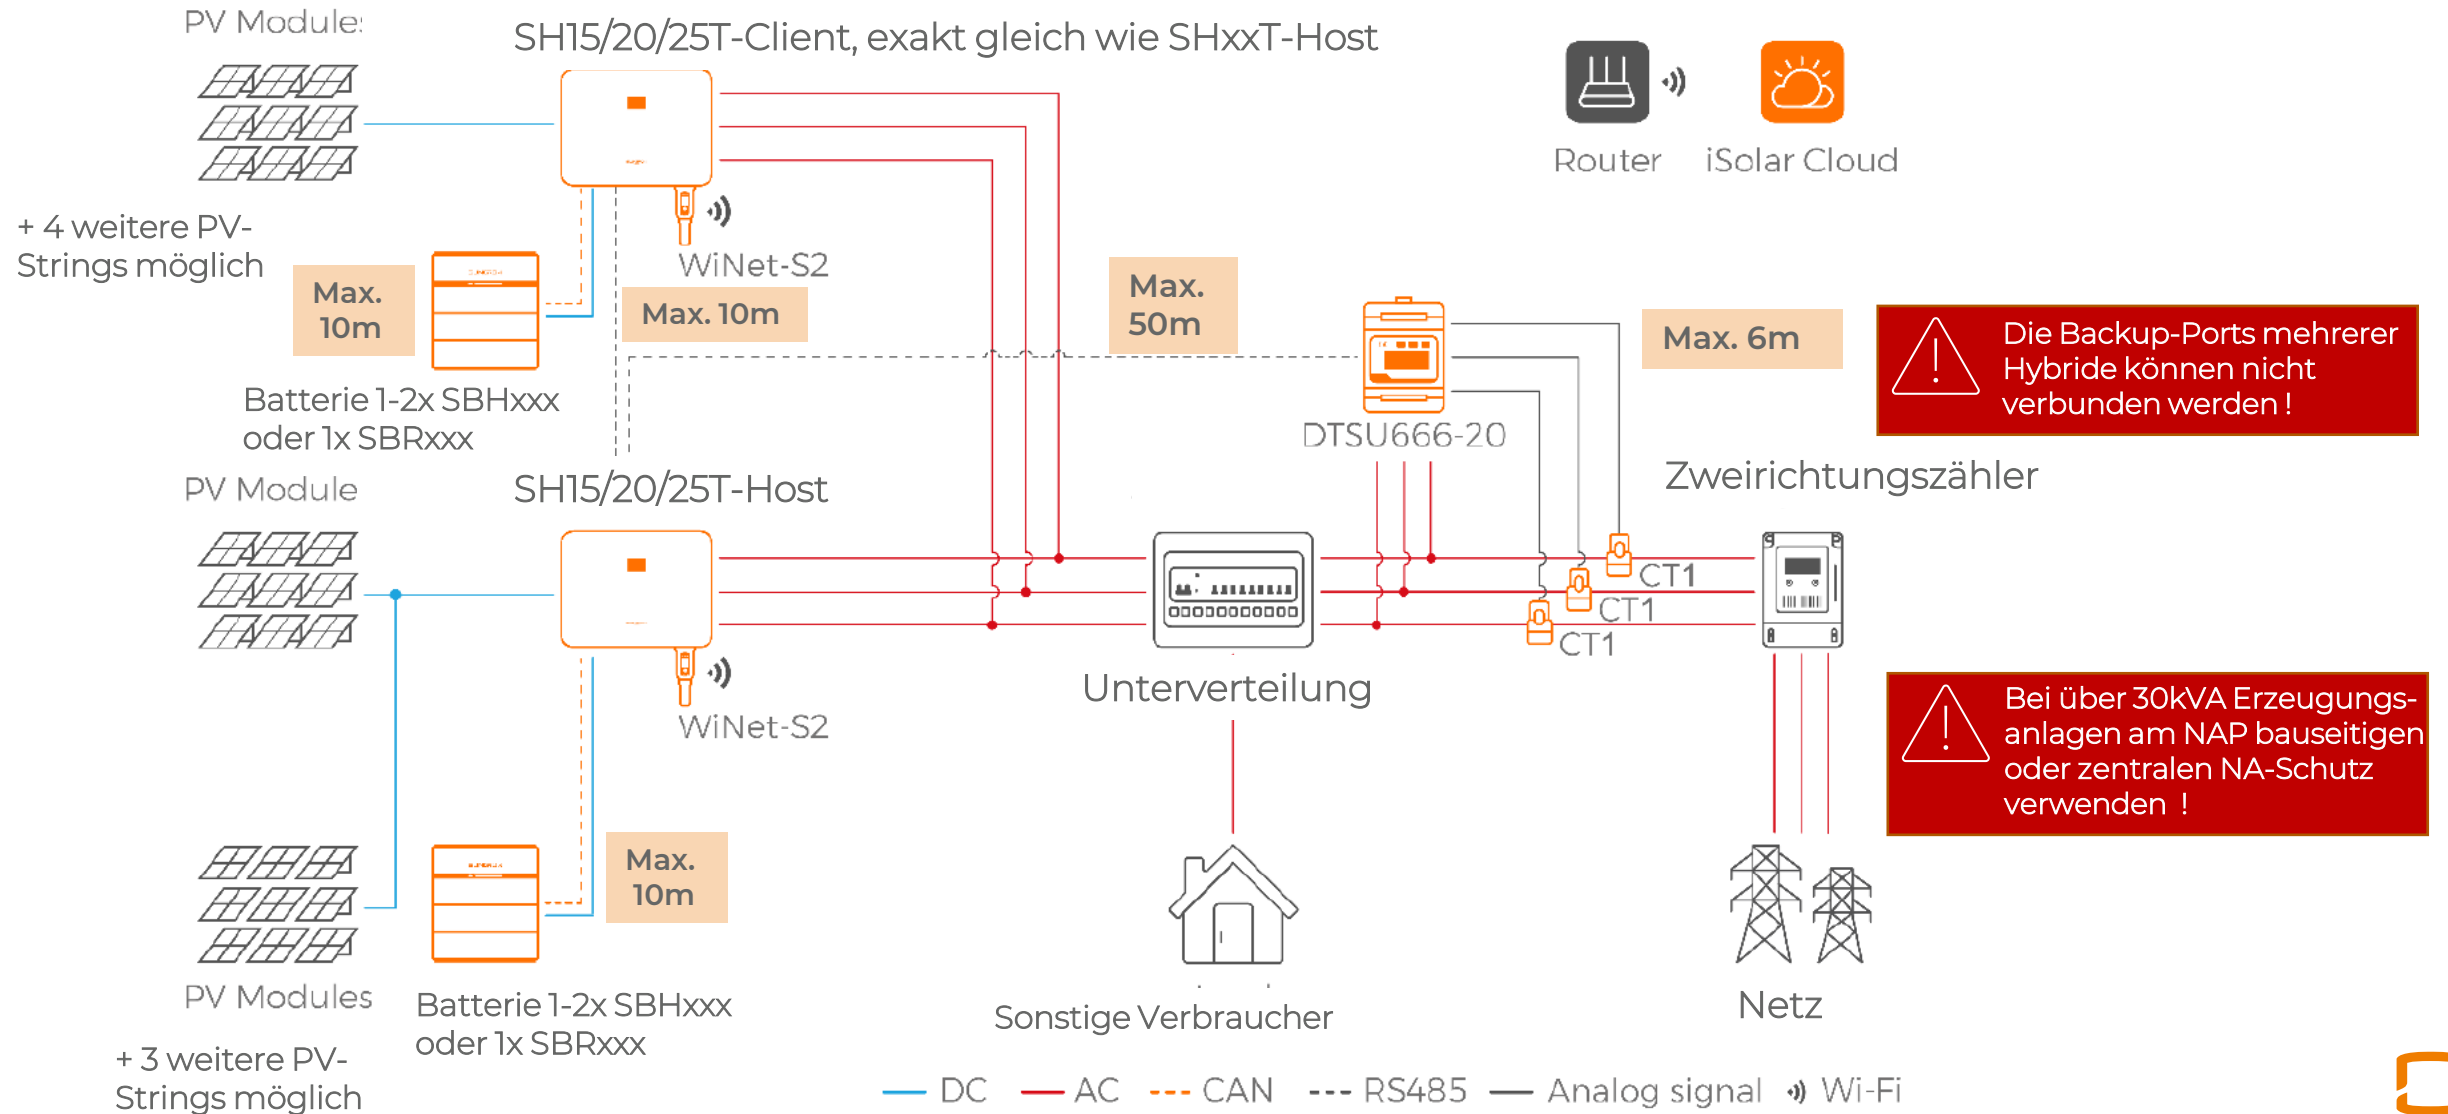 PV Module
SH15/20/25T-Client, exakt gleich wie SHxxT-Host
Router
iSolar Cloud
+ 4 weitere PV-
Strings möglich
WiNet-S2
Max.
10m
Max. 10m
Max.
50m
Max. 6m
Die Backup-Ports mehrerer
Hybride können nicht
verbunden werden !
Batterie 1-2x SBHxxx
oder 1x SBRxxx
DTSU666-20
Zweirichtungszähler
PV Module
SH15/20/25T-Host
CT1
CT1
CT1
WiNet-S2
Unterverteilung
Bei über 30kVA Erzeugungs-
anlagen am NAP bauseitigen
oder zentralen NA-Schutz
verwenden !
Max.
10m
PV Modules
Batterie 1-2x SBHxxx
oder 1x SBRxxx
Sonstige Verbraucher
Netz
+ 3 weitere PV-
Strings möglich
DC AC CAN RS485 Analog signal Wi-Fi